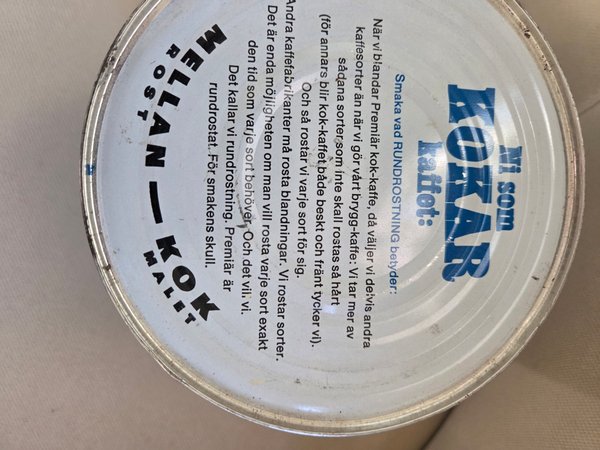 Ni som
KOKAR
kaffet:
Smaka vad RUNDROSTNING betyder:
När vi blandar Premiär kok-kaffe, då väljer vi delvis andra
kaffesorter än när vi gör vårt brygg-kaffe: Vi tar mer av
sådana sorter som inte skall rostas så hårt
(för annars blir kok-kaffet både beskt och fränt tycker vi).
Och så rostar vi varje sort för sig.
Andra kaffefabrikanter må rosta blandningar. Vi rostar sorter.
Det är enda möjligheten om man vill rosta varje sort exakt
den tid som varje sort behöver. Och det vill vi.
Det kallar vi rundrostning. Premiär är
rundrostat. För smakens skull.
MELLAN — KOK
ROST MALET